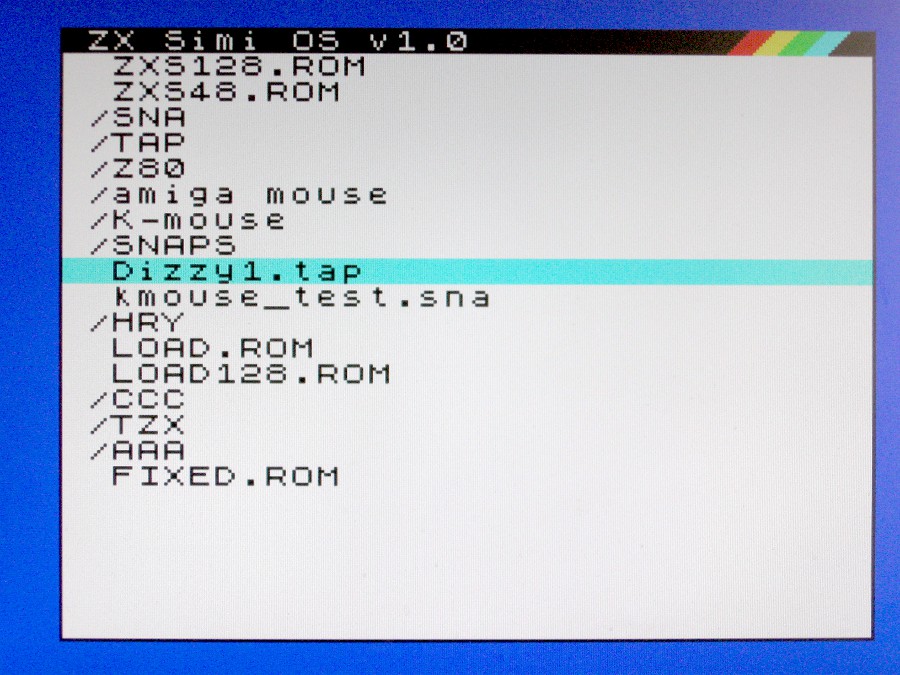 ZX Simi OS v1.0
ZXS128.ROM
ZXS48.ROM
/SNA
/TAP
/Z80
/amiga mouse
/K-mouse
/SNAPS
Dizzy1.tap
kmouse_test.sna
/HRY
LOAD.ROM
LOAD128.ROM
/CCC
/TZX
/AAA
FIXED.ROM